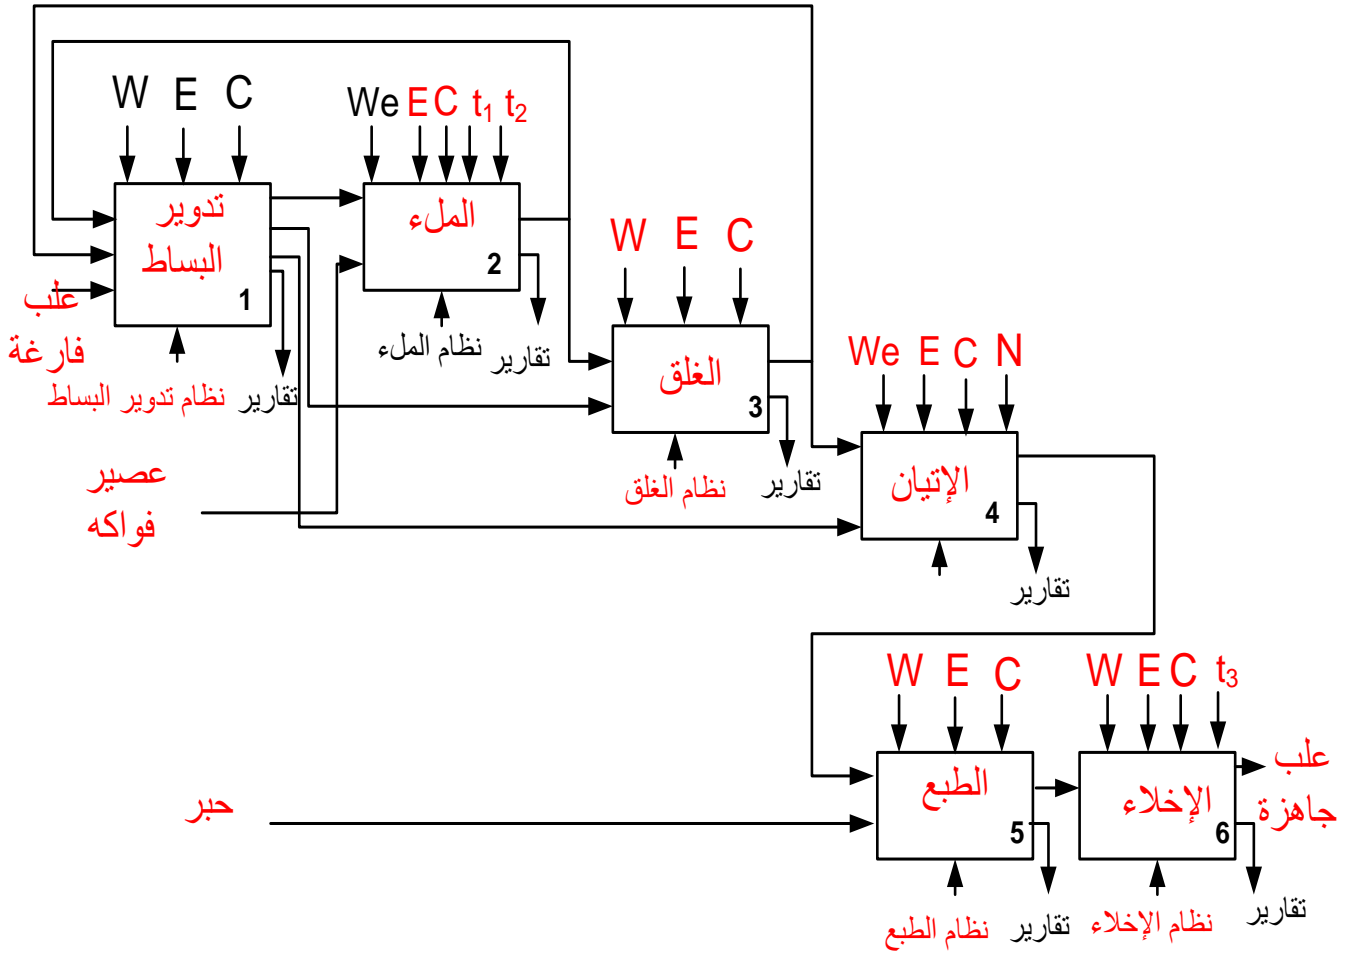 W E C
We E C t1 t2
تدوير
البساط
1
الملء
2
W E C
علب
فارغة
نظام تدوير البساط
تقارير
نظام الملء
تقارير
الغلق
3
We E C N
نظام الغلق
تقارير
الإتيان
4
عصير
فواكه
تقارير
W E C
W E C t3
حبر
الطبع
5
الإخلاء
6
علب
جاهزة
نظام الطبع
تقارير
نظام الإخلاء
تقارير